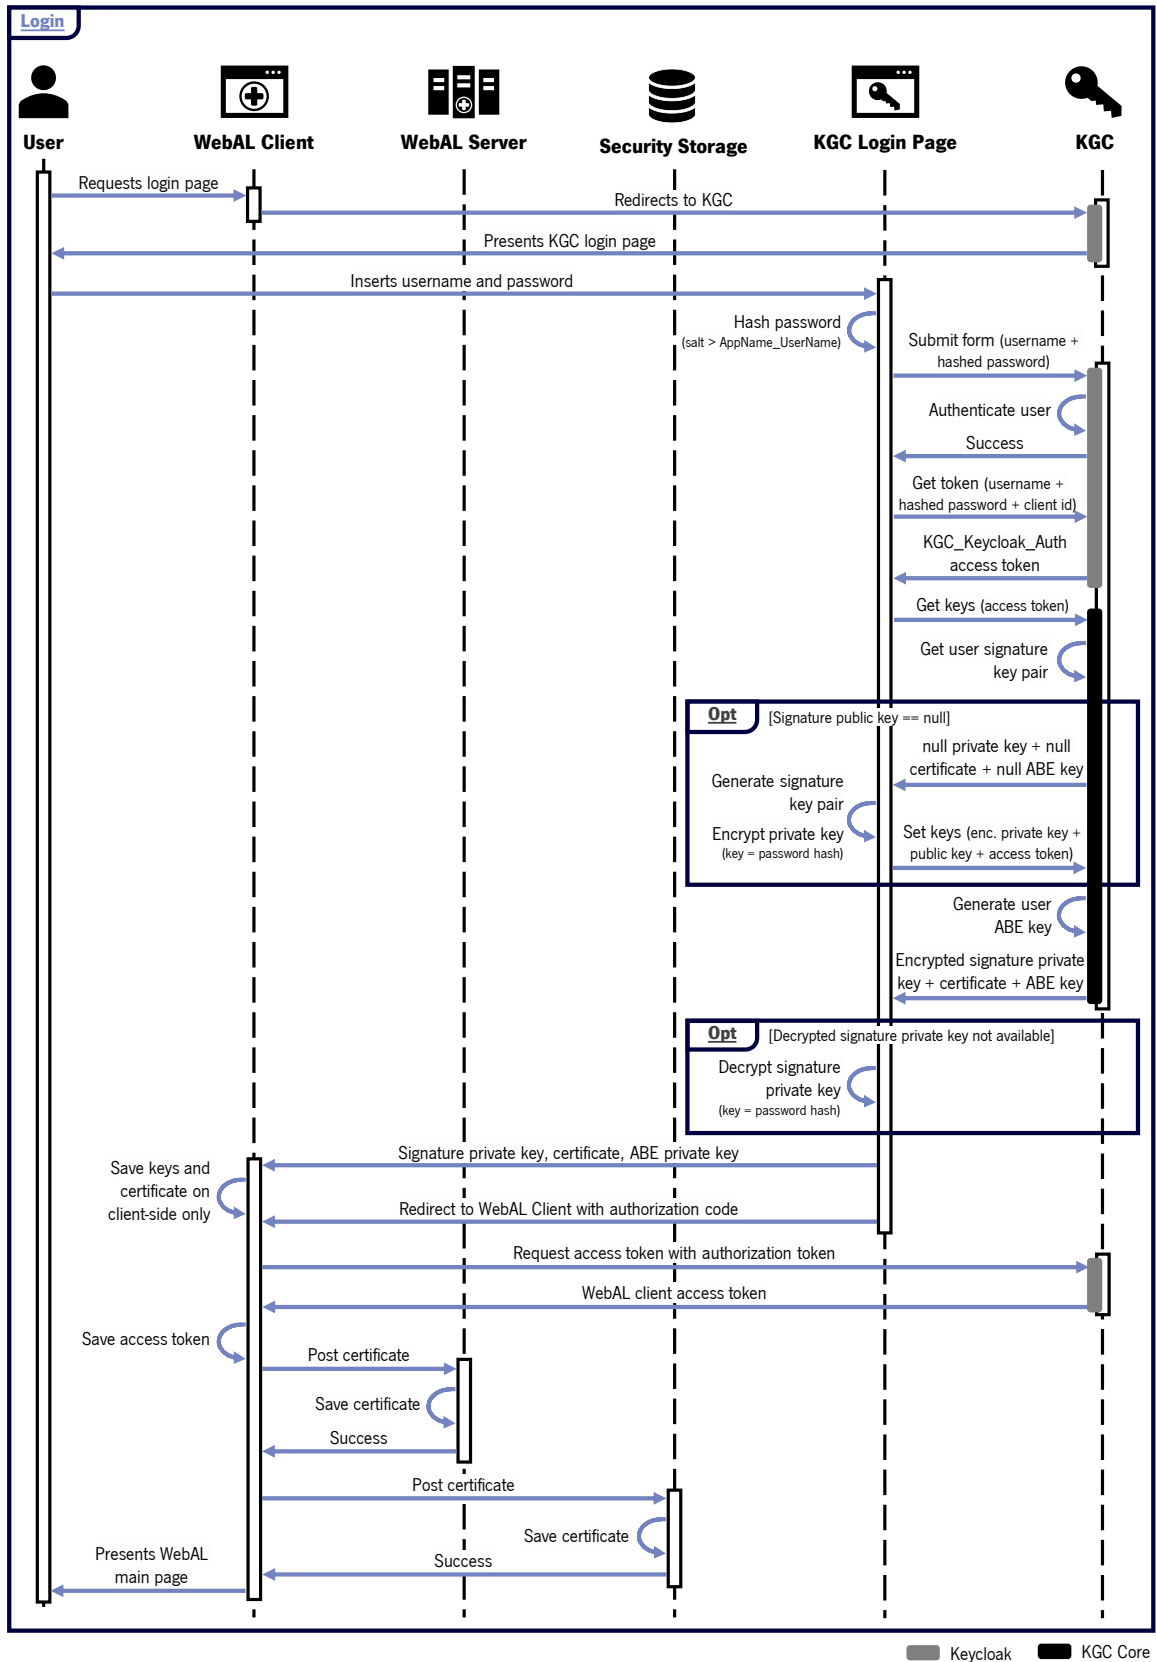 Login
User
WebAL Client
WebAL Server
Security Storage
KGC Login Page
KGC
Requests login page
Redirects to KGC
Presents KGC login page
Inserts username and password
Hash password
(salt > AppName_UserName)
Submit form (username +
hashed password)
Authenticate user
Success
Get token (username +
hashed password + client id)
KGC_Keycloak_Auth
access token
Get keys (access token)
Get user signature
key pair
Opt
[Signature public key == null]
null private key + null
certificate + null ABE key
Generate signature
key pair
Encrypt private key
(key = password hash)
Set keys (enc. private key +
public key + access token)
Generate user
ABE key
Encrypted signature private
key + certificate + ABE key
Opt
[Decrypted signature private key not available]
Decrypt signature
private key
(key = password hash)
Signature private key, certificate, ABE private key
Save keys and
certificate on
client-side only
Redirect to WebAL Client with authorization code
Request access token with authorization token
WebAL client access token
Save access token
Post certificate
Save certificate
Success
Post certificate
Save certificate
Success
Presents WebAL
main page
Keycloak
KGC Core